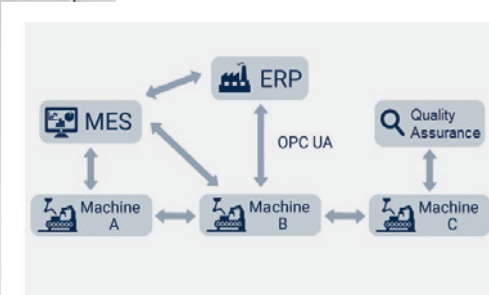 ERP
MES
OPC UA
Quality
Assurance
Machine
A
Machine
B
Machine
C